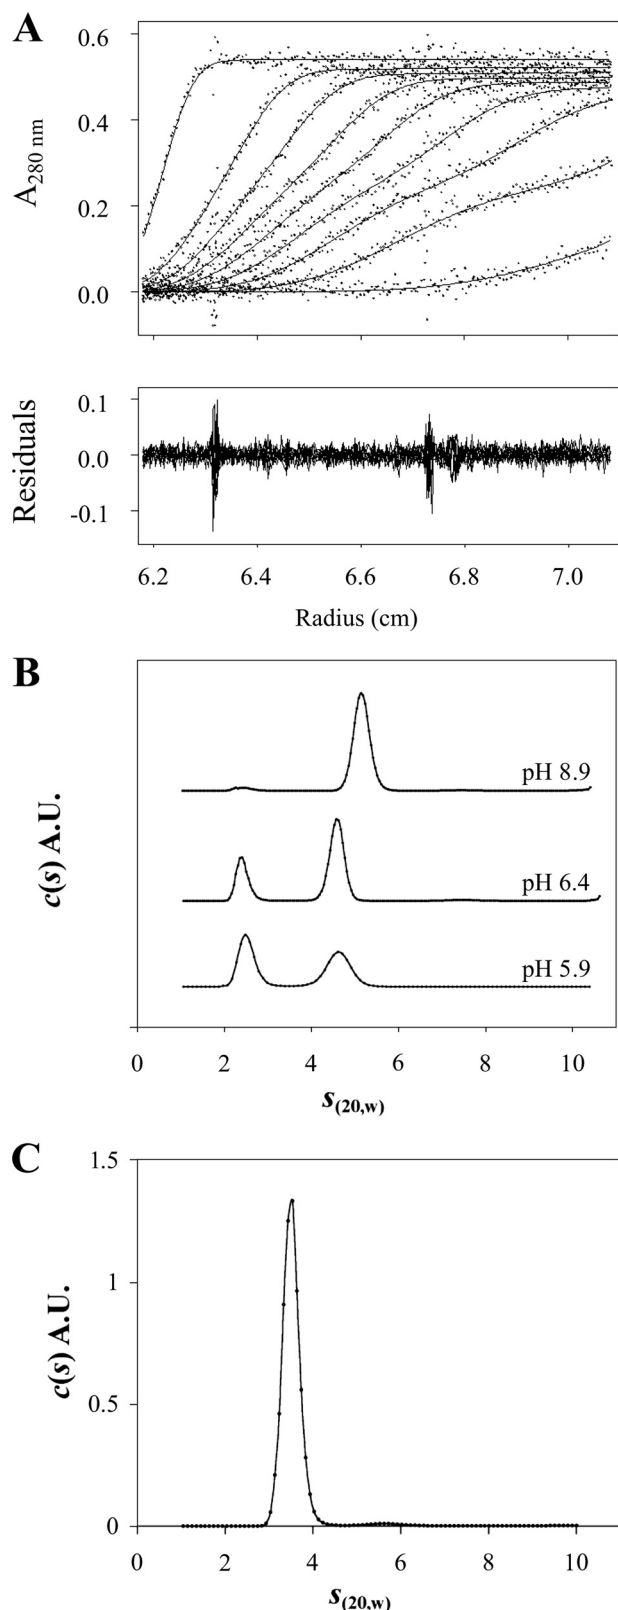 A
0.6
0.4
0.2
0.0
A280 nm
0.1
0.0
-0.1
Residuals
6.2 6.4 6.6 6.8 7.0
Radius (cm)
B
pH 8.9
pH 6.4
pH 5.9
c(s) A.U.
0 2 4 6 8 10
s(20,w)
C
1.5
1
0.5
0
c(s) A.U.
0 2 4 6 8 10
s(20,w)